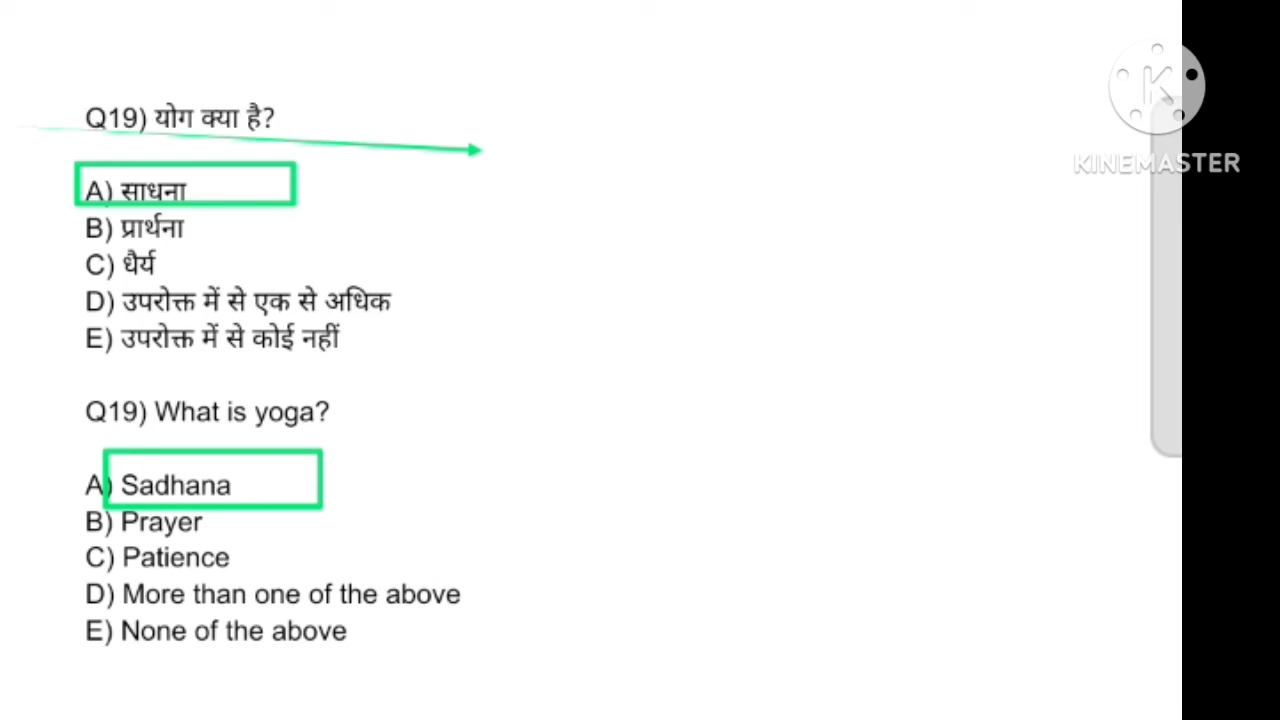 Q19) योग क्या है?
A) साधना
B) प्रार्थना
C) धैर्य
D) उपरोक्त में से एक से अधिक
E) उपरोक्त में से कोई नहीं
Q19) What is yoga?
A) Sadhana
B) Prayer
C) Patience
D) More than one of the above
E) None of the above
KINEMASTER